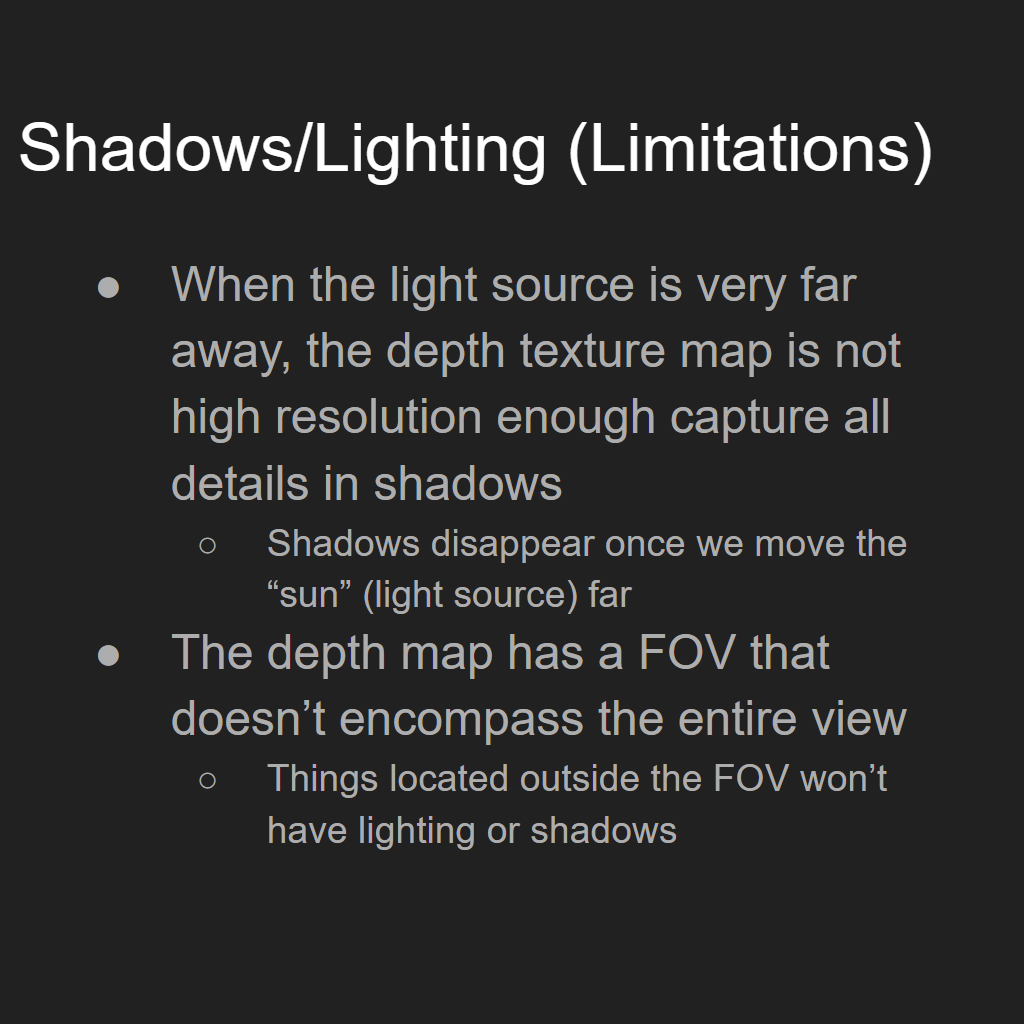 Shadows/Lighting (Limitations)
● When the light source is very far
away, the depth texture map is not
high resolution enough capture all
details in shadows
○ Shadows disappear once we move the
“sun” (light source) far
● The depth map has a FOV that
doesn’t encompass the entire view
○ Things located outside the FOV won’t
have lighting or shadows